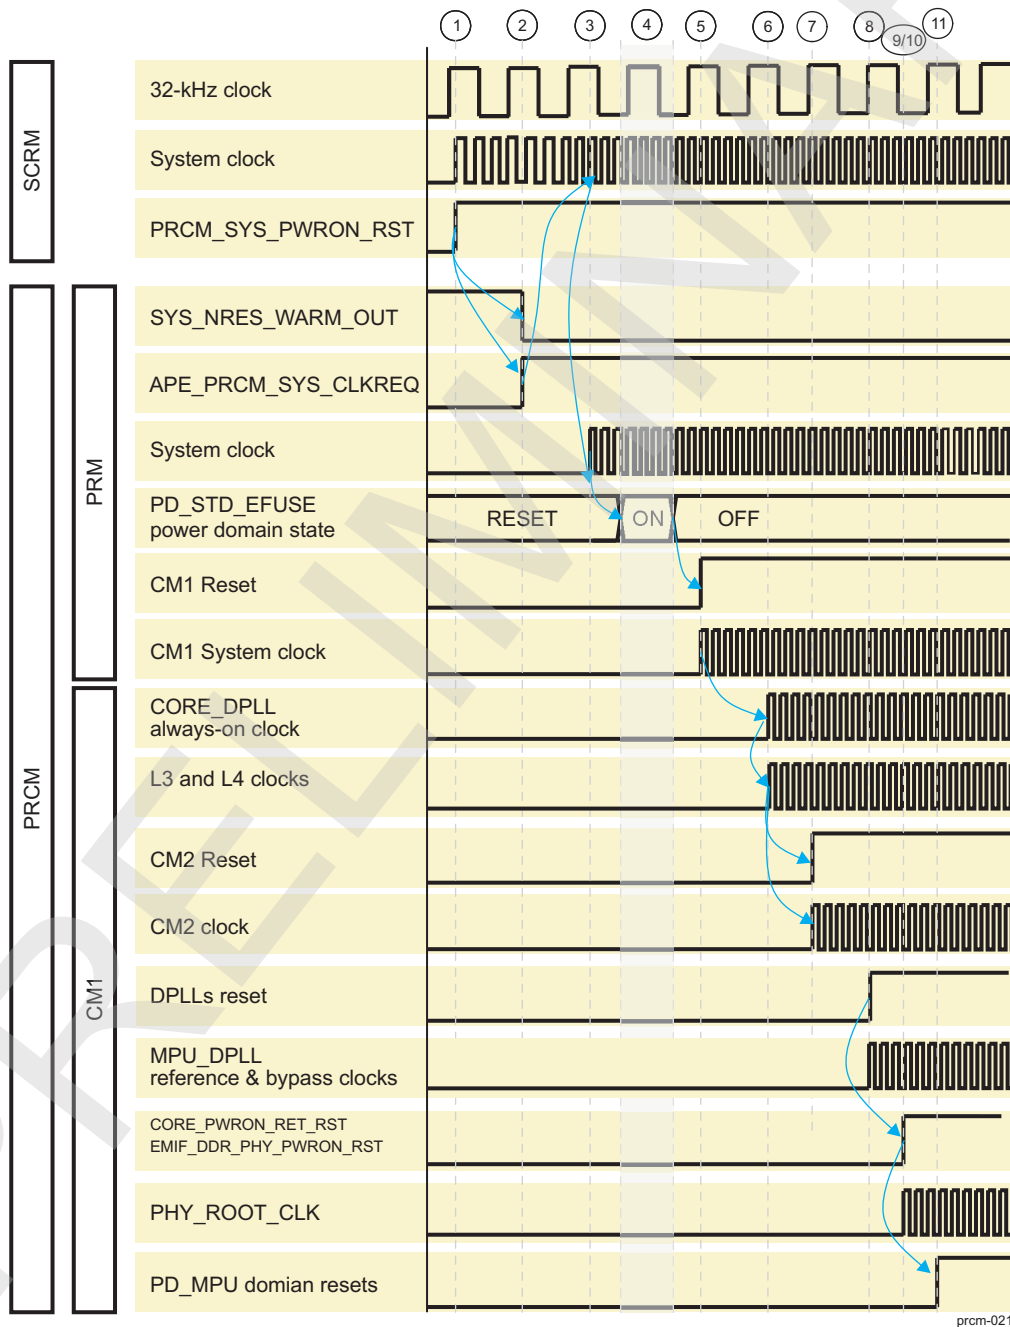 1 2 3 4 5 6 7 8 9/10 11
SCRM
32-kHz clock
System clock
PRCM_SYS_PWRON_RST
PRCM
PRM
SYS_NRES_WARM_OUT
APE_PRCM_SYS_CLKREQ
System clock
PD_STD_EFUSE
power domain state
RESET ON OFF
CM1 Reset
CM1 System clock
CM1
CORE_DPLL
always-on clock
L3 and L4 clocks
CM2 Reset
CM2 clock
DPLLs reset
MPU_DPLL
reference & bypass clocks
CORE_PWRON_RET_RST
EMIF_DDR_PHY_PWRON_RST
PHY_ROOT_CLK
PD_MPU domian resets
prcm-021
PRELIMINAR